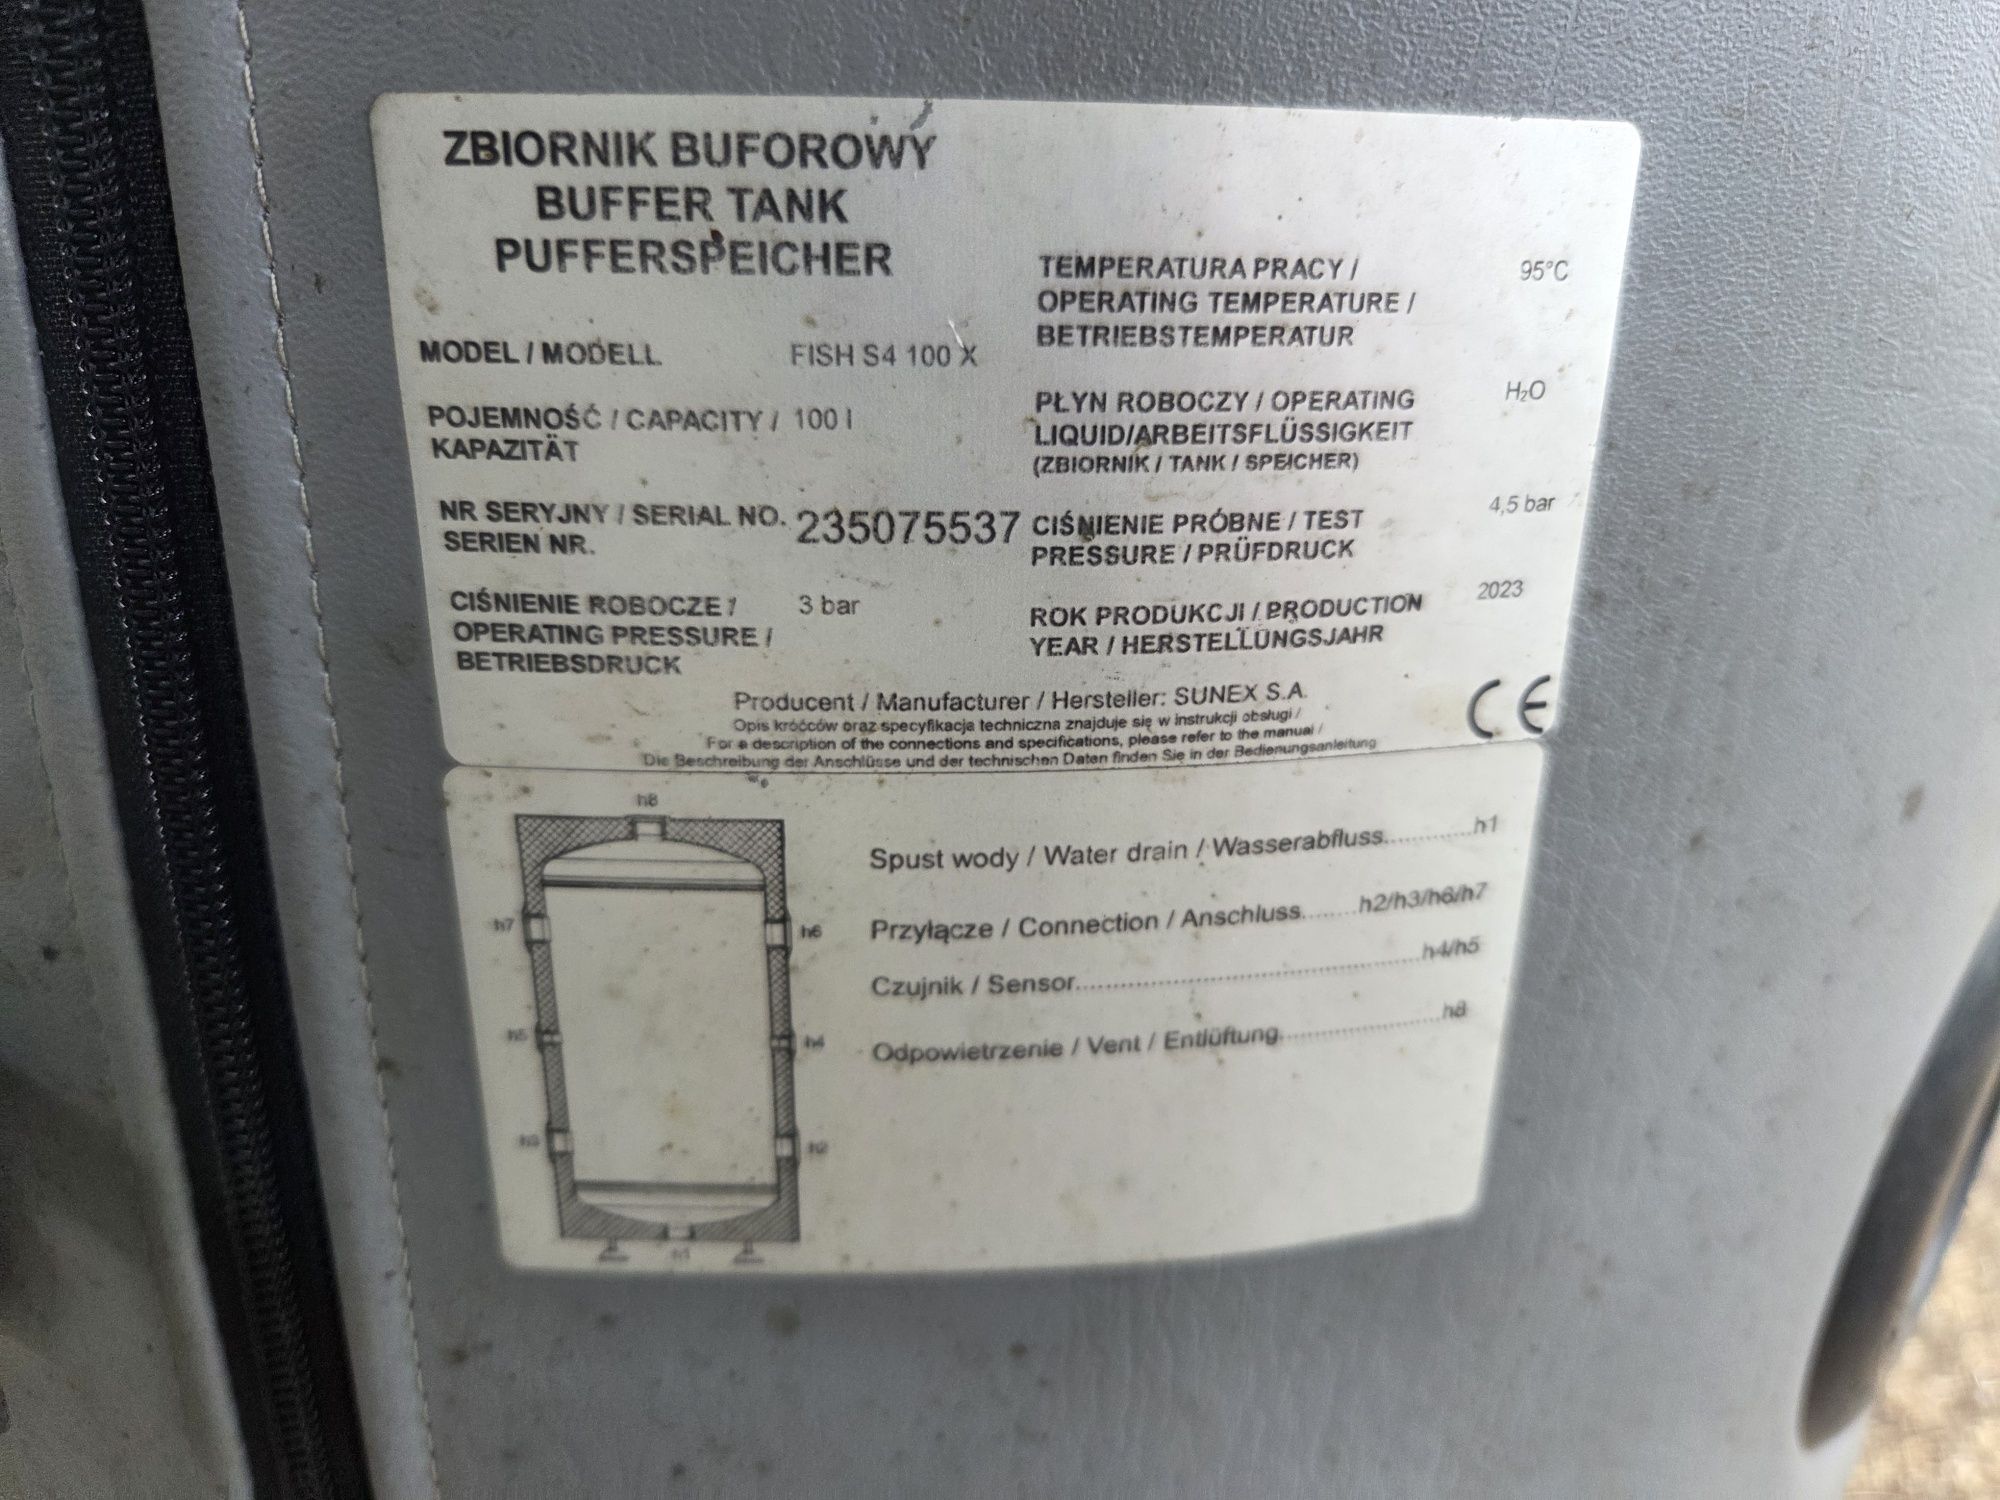 ZBIORNIK BUFOROWY
BUFFER TANK
PUFFERSPEICHER
MODEL / MODELL FISH S4 100 X
POJEMNOŚĆ / CAPACITY / 100 l
KAPAZITÄT
NR SERYJNY / SERIAL NO. 235075537
SERIEN NR.
CIŚNIENIE ROBOCZE / 3 bar
OPERATING PRESSURE /
BETRIEBSDRUCK
TEMPERATURA PRACY / 95°C
OPERATING TEMPERATURE /
BETRIEBSTEMPERATUR
PŁYN ROBOCZY / OPERATING H₂O
LIQUID/ARBEITSFLÜSSIGKEIT
(ZBIORNIK / TANK / SPEICHER)
CIŚNIENIE PRÓBNE / TEST 4,5 bar
PRESSURE / PRÜFDRUCK
ROK PRODUKCJI / PRODUCTION 2023
YEAR / HERSTELLUNGSJAHR
Producent / Manufacturer / Hersteller: SUNEX S.A.
Opis króćców oraz specyfikacja techniczna znajduje się w instrukcji obsługi /
For a description of the connections and specifications, please refer to the manual /
Die Beschreibung der Anschlüsse und der technischen Daten finden Sie in der Bedienungsanleitung
CE
h8
h7 h6
h5 h4
h3 h2
h1
Spust wody / Water drain / Wasserabfluss............h1
Przyłącze / Connection / Anschluss........h2/h3/h6/h7
Czujnik / Sensor..........................................h4/h5
Odpowietrzenie / Vent / Entlüftung....................h8